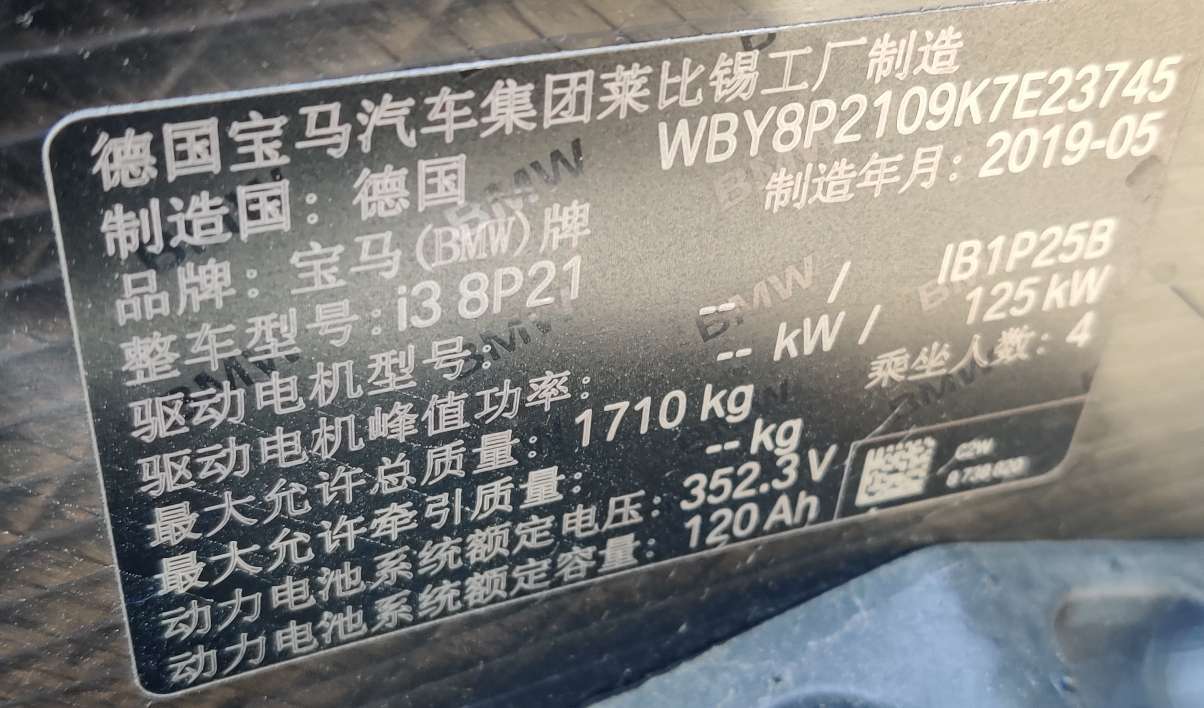 德国宝马汽车集团莱比锡工厂制造
WBY8P2109K7E23745
制造国：德国
制造年月：2019-05
品牌：宝马(BMW)牌
整车型号：i3 8P21
驱动电机型号： -- / IB1P25B
驱动电机峰值功率： -- kW / 125 kW
最大允许总质量：1710 kg 乘坐人数：4
最大允许牵引质量： -- kg
动力电池系统额定电压：352.3 V
动力电池系统额定容量：120 Ah